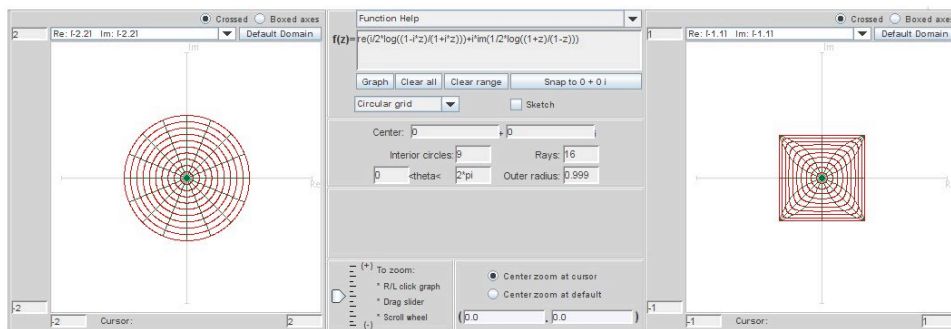 Crossed Boxed axes
2 Re: [-2,2] Im: [-2,2] Default Domain
Im
Re
-2
-2 Cursor: 2
Function Help
f(z)= re(i/2*log((1-i*z)/(1+i*z)))+i*im(1/2*log((1+z)/(1-z)))
Graph Clear all Clear range Snap to 0 + 0 i
Circular grid Sketch
Center: 0 + 0 i
Interior circles: 9 Rays: 16
0 <theta< 2*pi Outer radius: 0.999
(+) To zoom:
* R/L click graph
* Drag slider
(-) * Scroll wheel
Center zoom at cursor
Center zoom at default
( 0.0 , 0.0 )
Crossed Boxed axes
1 Re: [-1,1] Im: [-1,1] Default Domain
Im
Re
-1
-1 Cursor: 1